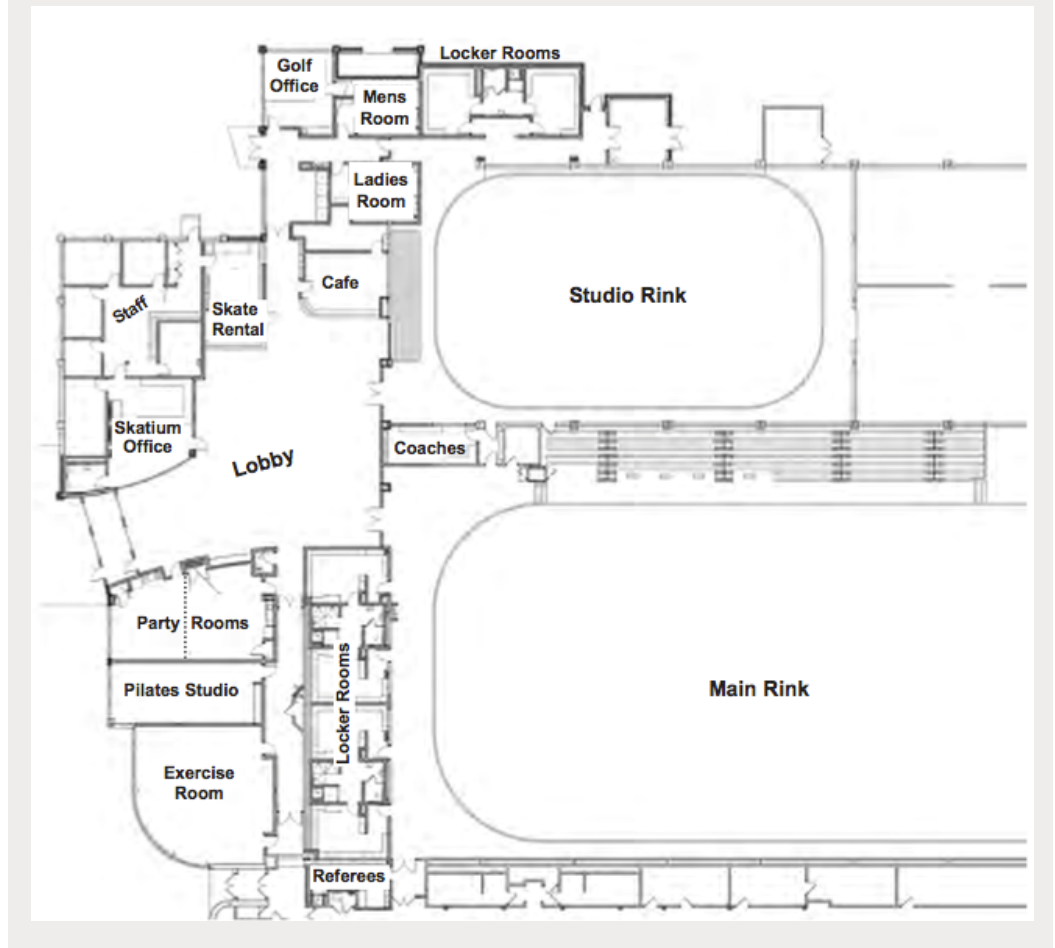 Locker Rooms
Golf
Office
Mens
Room
Ladies
Room
Cafe
Staff
Skate
Rental
Studio Rink
Skatium
Office
Lobby
Coaches
Party Rooms
Locker Rooms
Pilates Studio
Main Rink
Exercise
Room
Referees